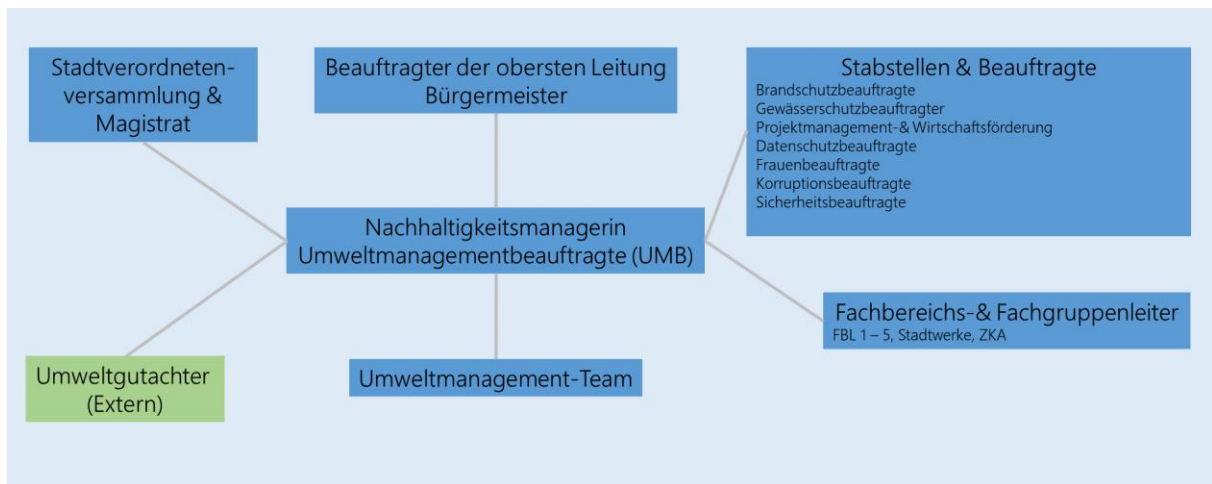 Stadtverordneten-
versammlung &
Magistrat
Beauftragter der obersten Leitung
Bürgermeister
Stabstellen & Beauftragte
Brandschutzbeauftragte
Gewässerschutzbeauftragter
Projektmanagement-& Wirtschaftsförderung
Datenschutzbeauftragte
Frauenbeauftragte
Korruptionsbeauftragte
Sicherheitsbeauftragte
Nachhaltigkeitsmanagerin
Umweltmanagementbeauftragte (UMB)
Fachbereichs-& Fachgruppenleiter
FBL 1 – 5, Stadtwerke, ZKA
Umweltgutachter
(Extern)
Umweltmanagement-Team